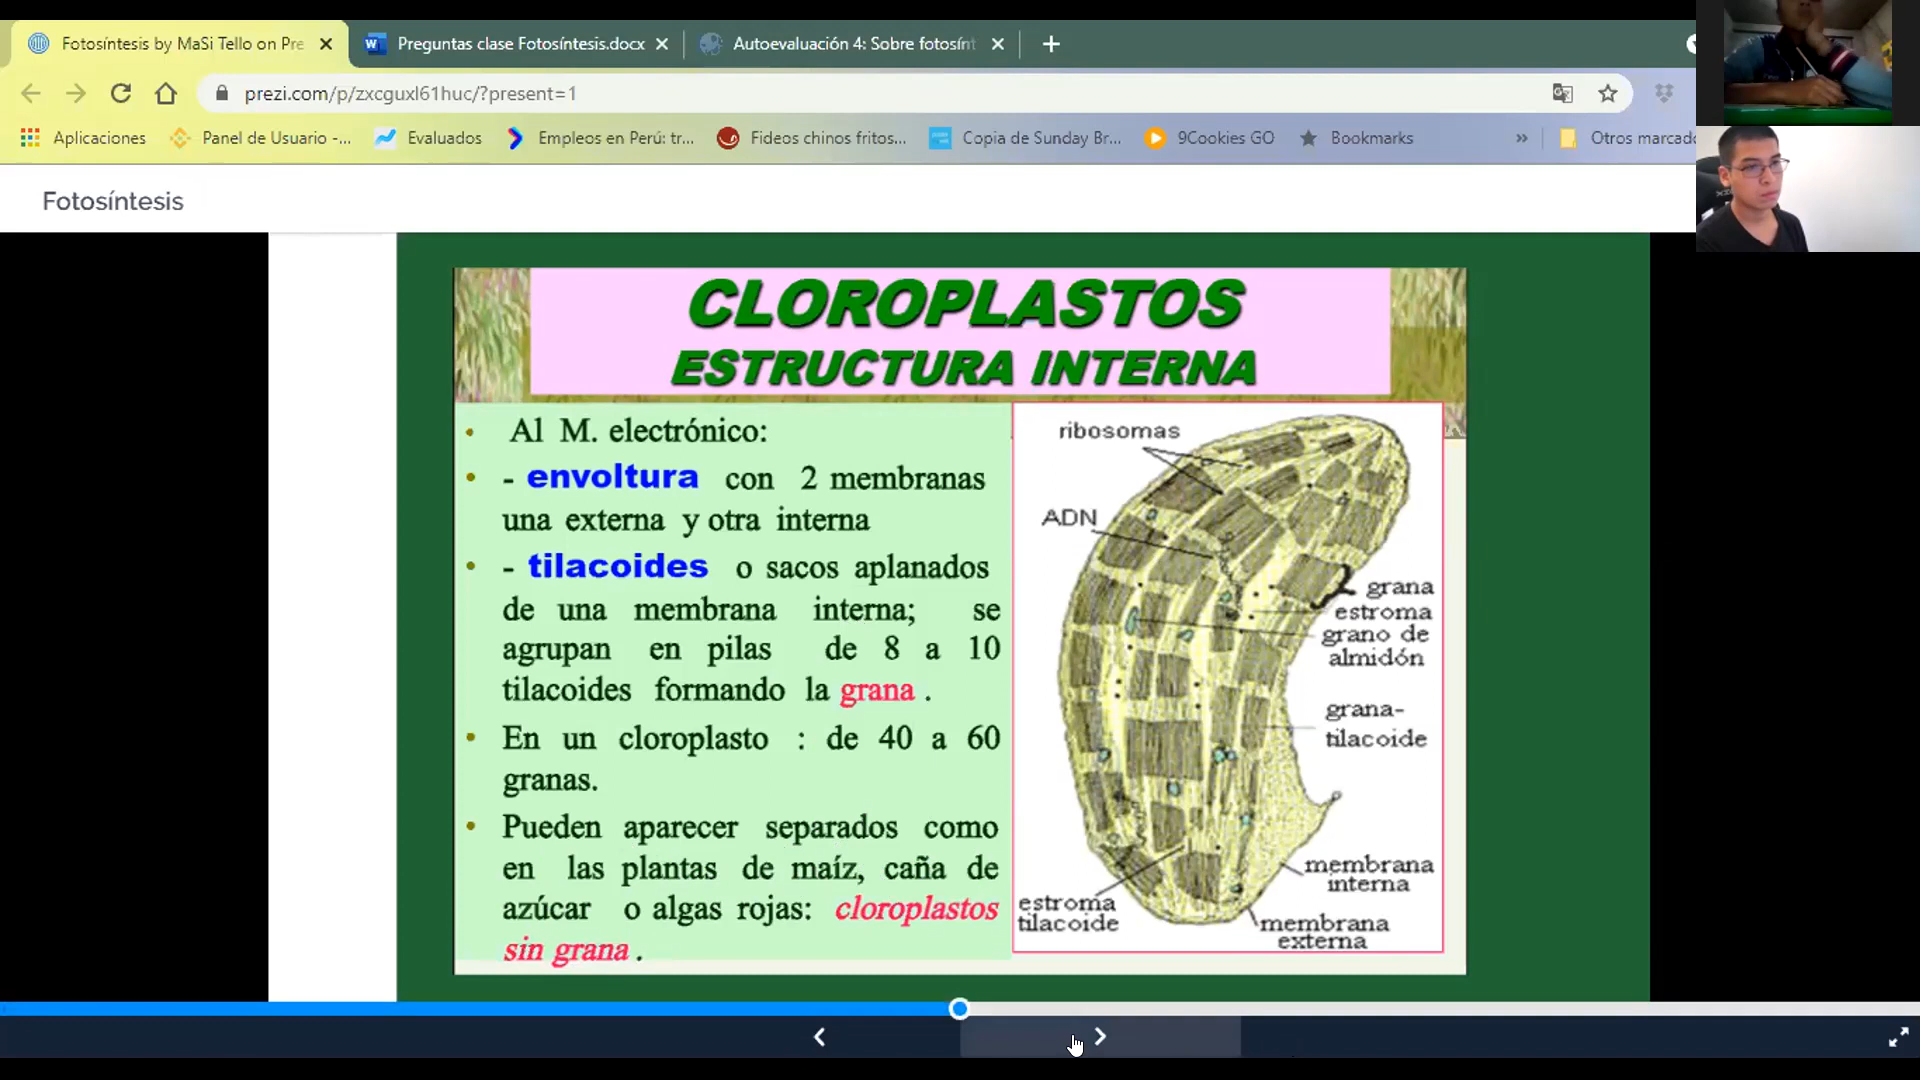 Fotosíntesis by MaSi Tello on Pre
Preguntas clase Fotosíntesis.docx
Autoevaluación 4: Sobre fotosínt
prezi.com/p/zxcguxl61huc/?present=1
Aplicaciones
Panel de Usuario -...
Evaluados
Empleos en Perú: tr...
Fideos chinos fritos...
Copia de Sunday Br...
9Cookies GO
Bookmarks
Otros marcado
Fotosíntesis
CLOROPLASTOS
ESTRUCTURA INTERNA
• Al M. electrónico:
• - envoltura con 2 membranas
una externa y otra interna
• - tilacoides o sacos aplanados
de una membrana interna; se
agrupan en pilas de 8 a 10
tilacoides formando la grana .
• En un cloroplasto : de 40 a 60
granas.
• Pueden aparecer separados como
en las plantas de maíz, caña de
azúcar o algas rojas: cloroplastos
sin grana .
ribosomas
ADN
grana
estroma
grano de
almidón
grana-
tilacoide
membrana
interna
estroma
tilacoide
membrana
externa